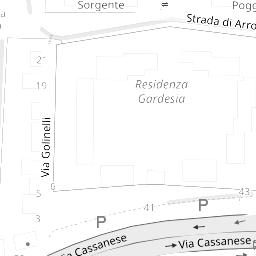 Sorgente
Pogg
Strada di Arro
21
Residenza
Gardesia
19
Via Golinelli
6
43
5
41
P
3
P
Via Cassanese
Via Cassanese